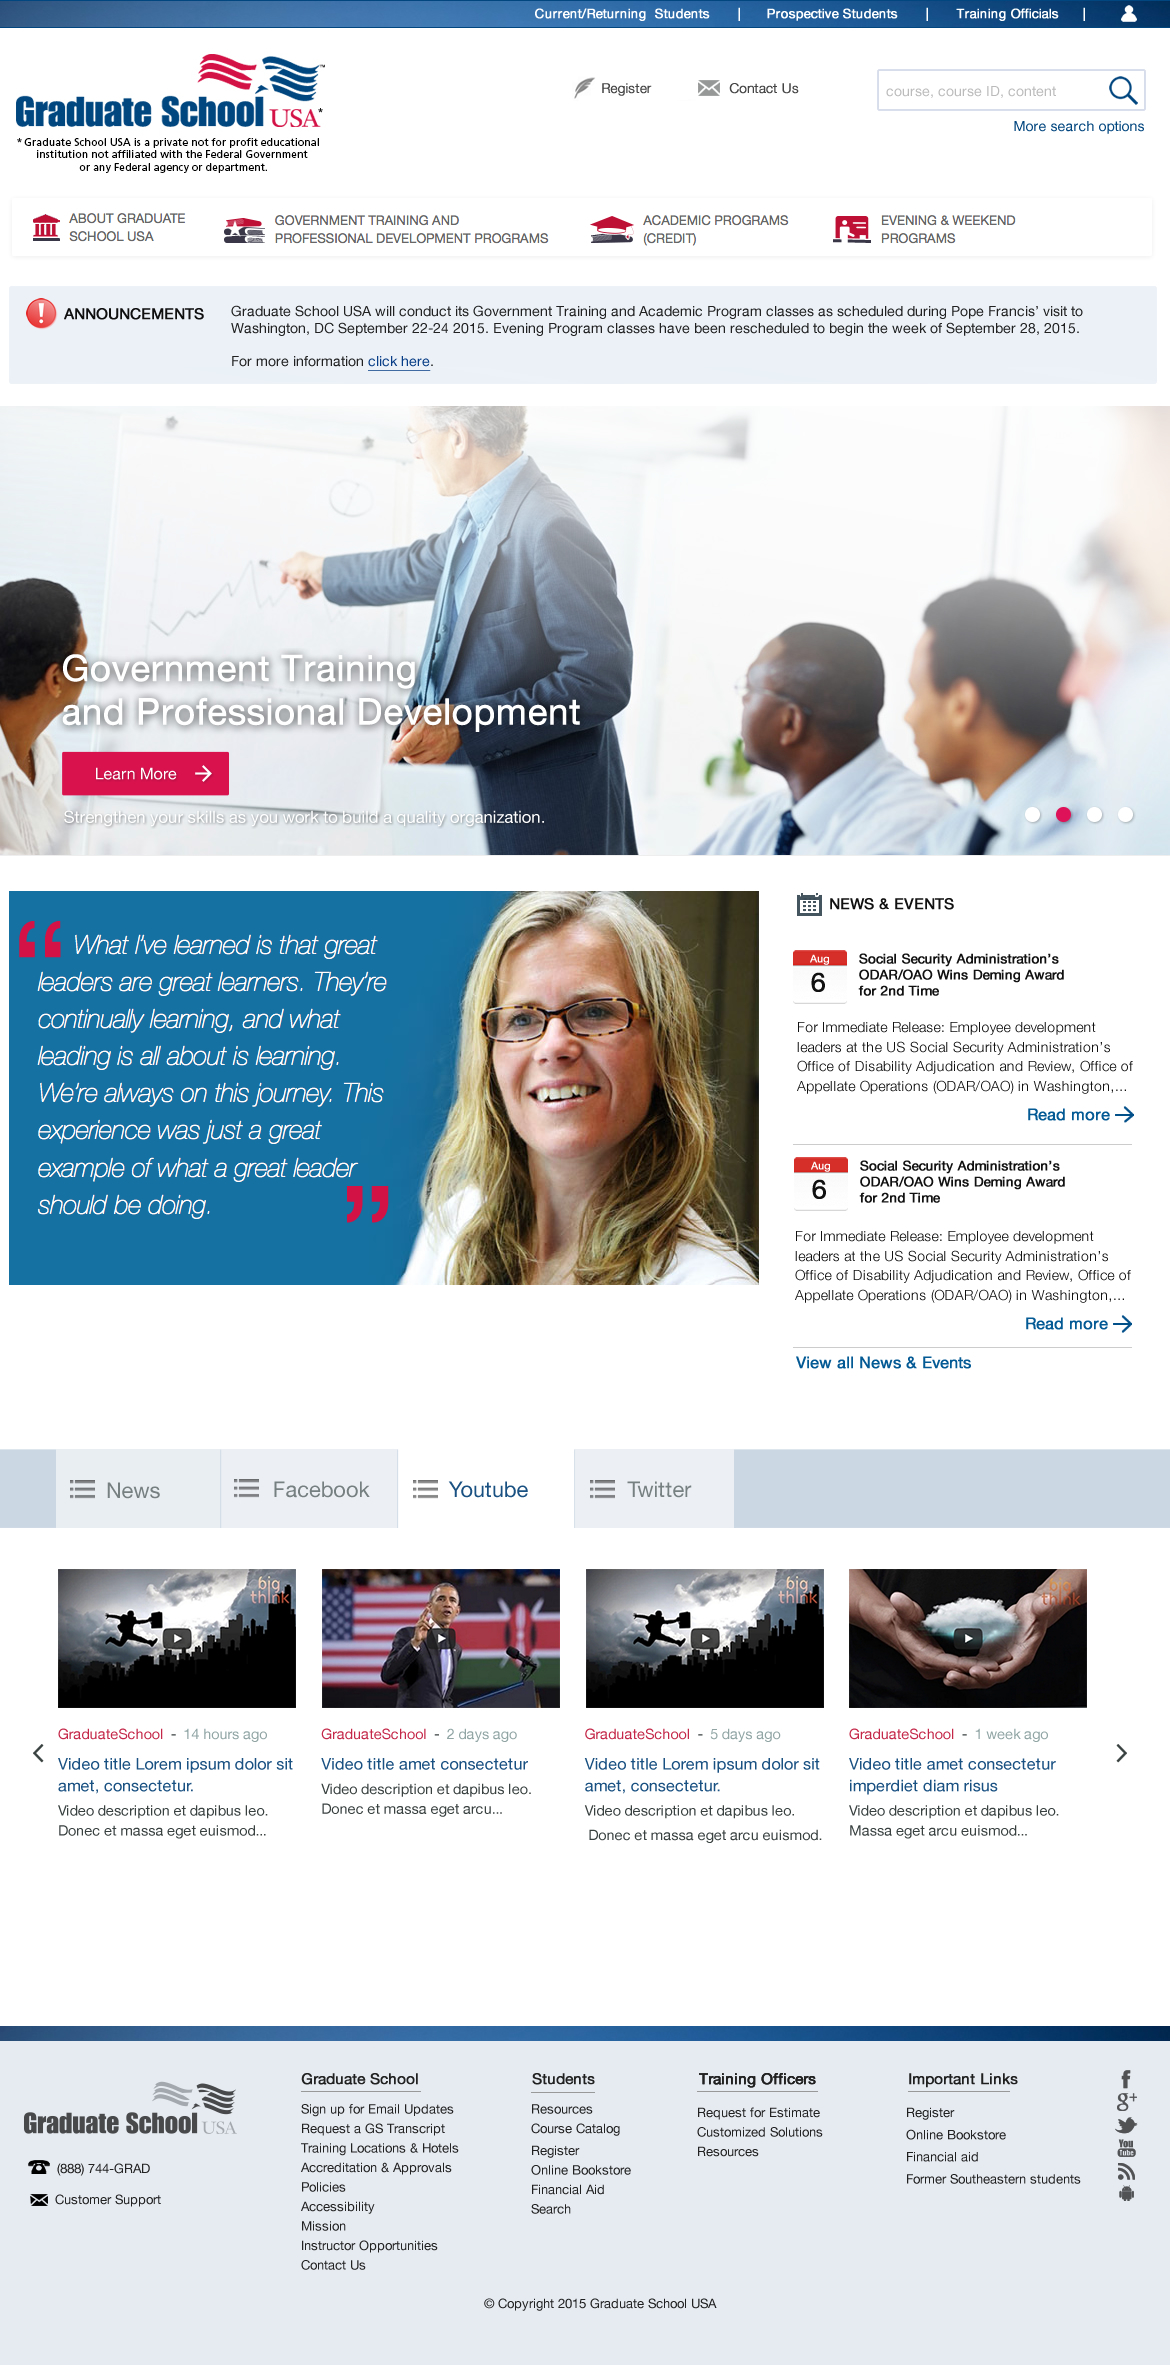 Current/Returning Students | Prospective Students | Training Officials |
Graduate School USA™*
* Graduate School USA is a private not for profit educational
institution not affiliated with the Federal Government
or any Federal agency or department.
Register
Contact Us
course, course ID, content
More search options
ABOUT GRADUATE
SCHOOL USA
GOVERNMENT TRAINING AND
PROFESSIONAL DEVELOPMENT PROGRAMS
ACADEMIC PROGRAMS
(CREDIT)
EVENING & WEEKEND
PROGRAMS
ANNOUNCEMENTS
Graduate School USA will conduct its Government Training and Academic Program classes as scheduled during Pope Francis’ visit to
Washington, DC September 22-24 2015. Evening Program classes have been rescheduled to begin the week of September 28, 2015.
For more information click here.
Government Training
and Professional Development
Learn More
Strengthen your skills as you work to build a quality organization.
“ What I've learned is that great
leaders are great learners. They're
continually learning, and what
leading is all about is learning.
We're always on this journey. This
experience was just a great
example of what a great leader
should be doing. ”
NEWS & EVENTS
Aug
6
Social Security Administration’s
ODAR/OAO Wins Deming Award
for 2nd Time
For Immediate Release: Employee development
leaders at the US Social Security Administration’s
Office of Disability Adjudication and Review, Office of
Appellate Operations (ODAR/OAO) in Washington,...
Read more
Aug
6
Social Security Administration’s
ODAR/OAO Wins Deming Award
for 2nd Time
For Immediate Release: Employee development
leaders at the US Social Security Administration’s
Office of Disability Adjudication and Review, Office of
Appellate Operations (ODAR/OAO) in Washington,...
Read more
View all News & Events
News
Facebook
Youtube
Twitter
big
think
GraduateSchool - 14 hours ago
Video title Lorem ipsum dolor sit
amet, consectetur.
Video description et dapibus leo.
Donec et massa eget euismod...
GraduateSchool - 2 days ago
Video title amet consectetur
Video description et dapibus leo.
Donec et massa eget arcu...
big
think
GraduateSchool - 5 days ago
Video title Lorem ipsum dolor sit
amet, consectetur.
Video description et dapibus leo.
Donec et massa eget arcu euismod.
big
think
GraduateSchool - 1 week ago
Video title amet consectetur
imperdiet diam risus
Video description et dapibus leo.
Massa eget arcu euismod...
Graduate School USA
(888) 744-GRAD
Customer Support
Graduate School
Sign up for Email Updates
Request a GS Transcript
Training Locations & Hotels
Accreditation & Approvals
Policies
Accessibility
Mission
Instructor Opportunities
Contact Us
Students
Resources
Course Catalog
Register
Online Bookstore
Financial Aid
Search
Training Officers
Request for Estimate
Customized Solutions
Resources
Important Links
Register
Online Bookstore
Financial aid
Former Southeastern students
f
g+
You
Tube
© Copyright 2015 Graduate School USA